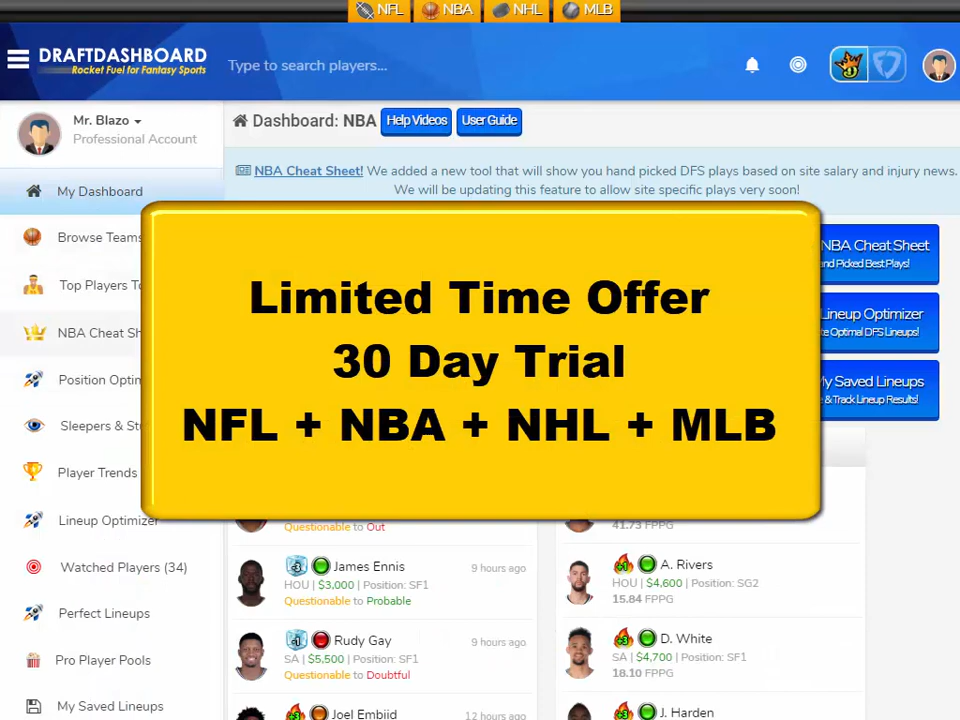 NFL NBA NHL MLB
DRAFTDASHBOARD
Rocket Fuel for Fantasy Sports
Type to search players...
Mr. Blazo
Professional Account
Dashboard: NBA Help Videos User Guide
NBA Cheat Sheet! We added a new tool that will show you hand picked DFS plays based on site salary and injury news.
We will be updating this feature to allow site specific plays very soon!
My Dashboard
Browse Teams
Top Players
NBA Cheat
Position
Sleepers &
Player Trends
Lineup Optimizer
Watched Players (34)
Perfect Lineups
Pro Player Pools
My Saved Lineups
Limited Time Offer
30 Day Trial
NFL + NBA + NHL + MLB
NBA Cheat Sheet
Picked Best Plays!
Lineup Optimizer
Optimal DFS Lineups!
My Saved Lineups
& Track Lineup Results!
Questionable to Out
James Ennis 9 hours ago
HOU | $3,000 | Position: SF1
Questionable to Probable
Rudy Gay 9 hours ago
SA | $5,500 | Position: SF1
Questionable to Doubtful
Joel Embiid 12 hours ago
41.73 FPPG
A. Rivers
HOU | $4,600 | Position: SG2
15.84 FPPG
D. White
SA | $4,700 | Position: SF1
18.10 FPPG
J. Harden